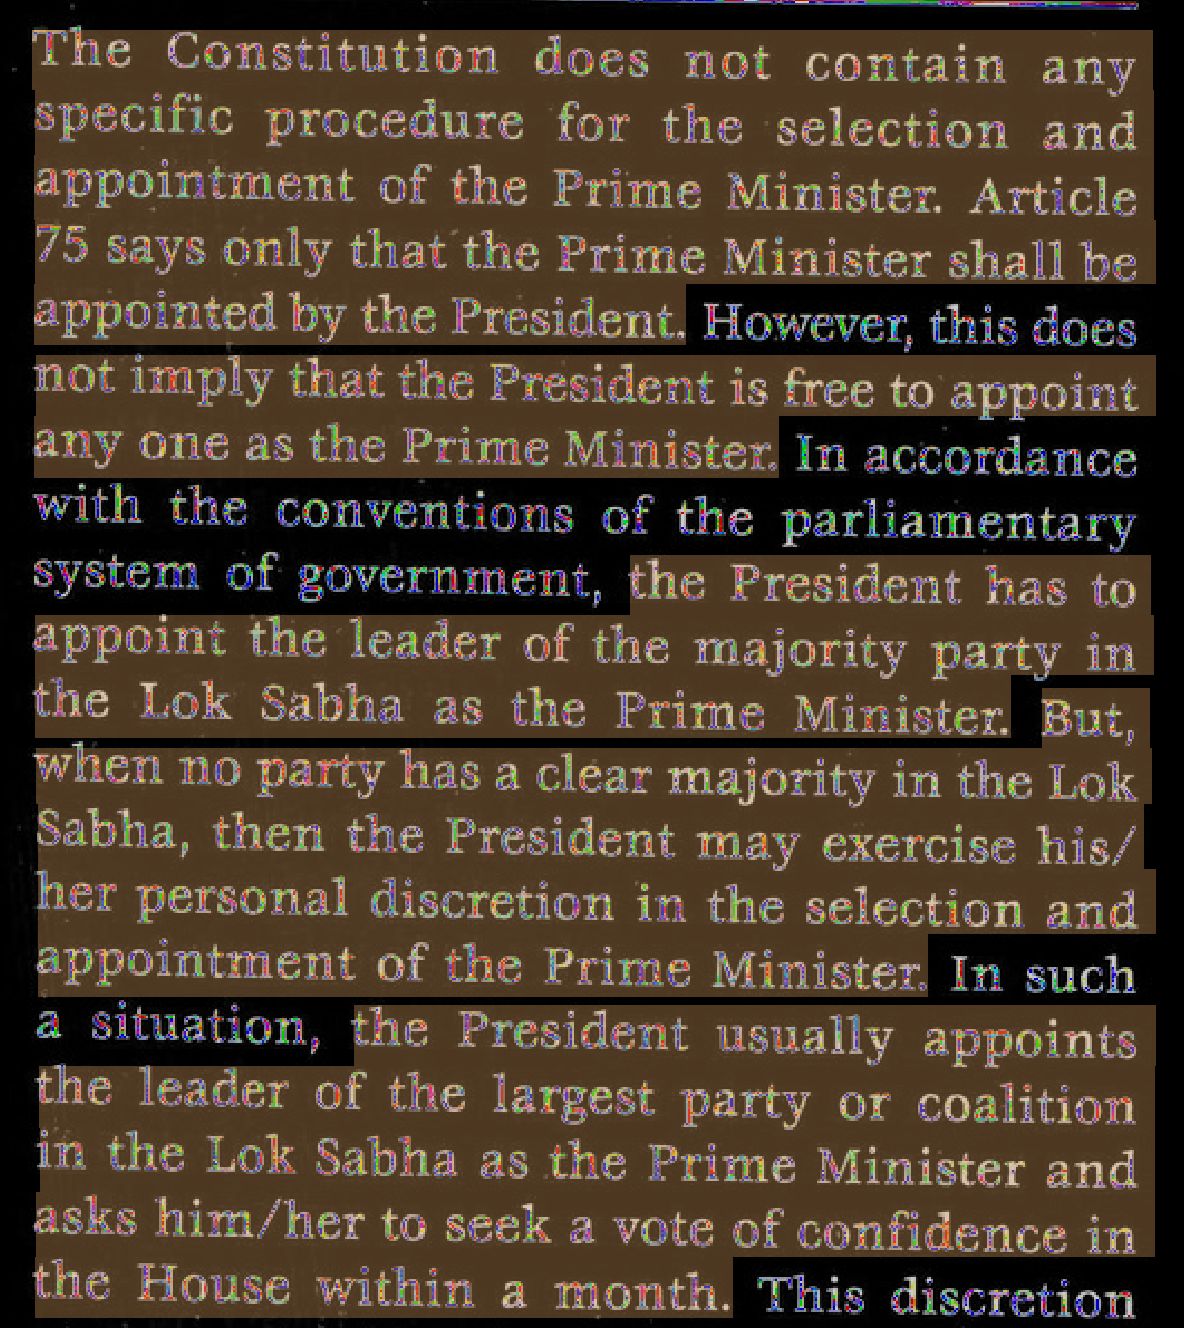 The Constitution does not contain any
specific procedure for the selection and
appointment of the Prime Minister. Article
75 says only that the Prime Minister shall be
appointed by the President. However, this does
not imply that the President is free to appoint
any one as the Prime Minister. In accordance
with the conventions of the parliamentary
system of government, the President has to
appoint the leader of the majority party in
the Lok Sabha as the Prime Minister. But,
when no party has a clear majority in the Lok
Sabha, then the President may exercise his/
her personal discretion in the selection and
appointment of the Prime Minister. In such
a situation, the President usually appoints
the leader of the largest party or coalition
in the Lok Sabha as the Prime Minister and
asks him/her to seek a vote of confidence in
the House within a month. This discretion